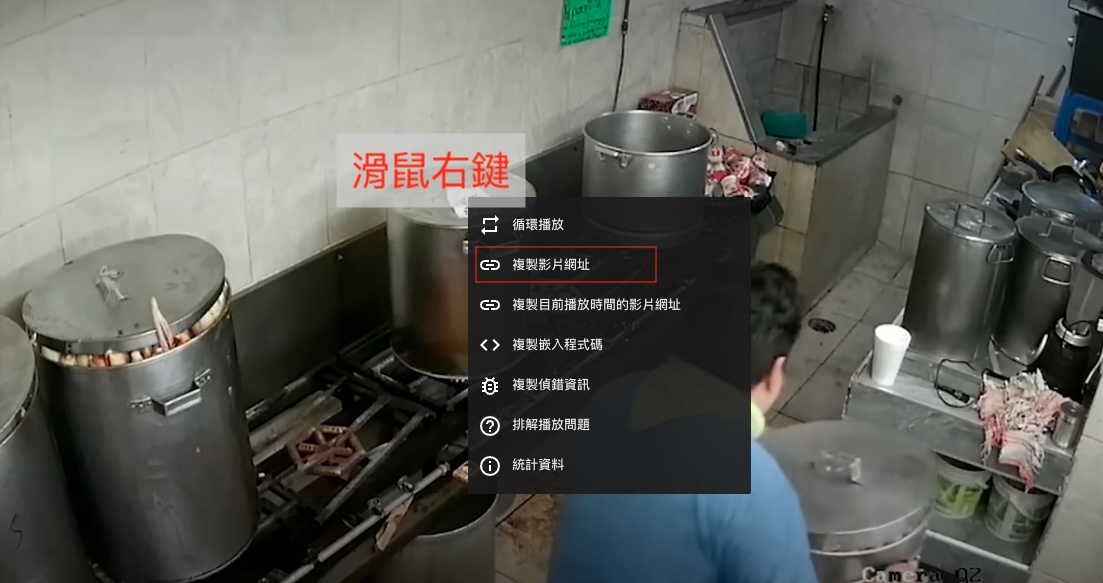 滑鼠右鍵
循環播放
複製影片網址
複製目前播放時間的影片網址
複製嵌入程式碼
複製偵錯資訊
排解播放問題
統計資料
Camera 02